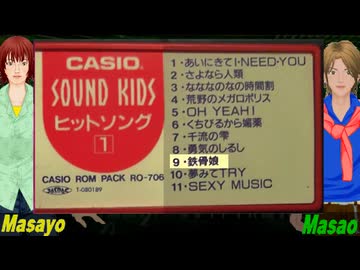 CASIO
SOUND KIDS
ヒットソング
1
CASIO ROM PACK RO-706
T-080189
1・あいにきてI・NEED・YOU
2・さよなら人類
3・なななのなの時間割
4・荒野のメガロポリス
5・OH YEAH!
6・くちびるから媚薬
7・千流の雫
8・勇気のしるし
9・鉄骨娘
10・夢みてTRY
11・SEXY MUSIC
Masayo
Masao